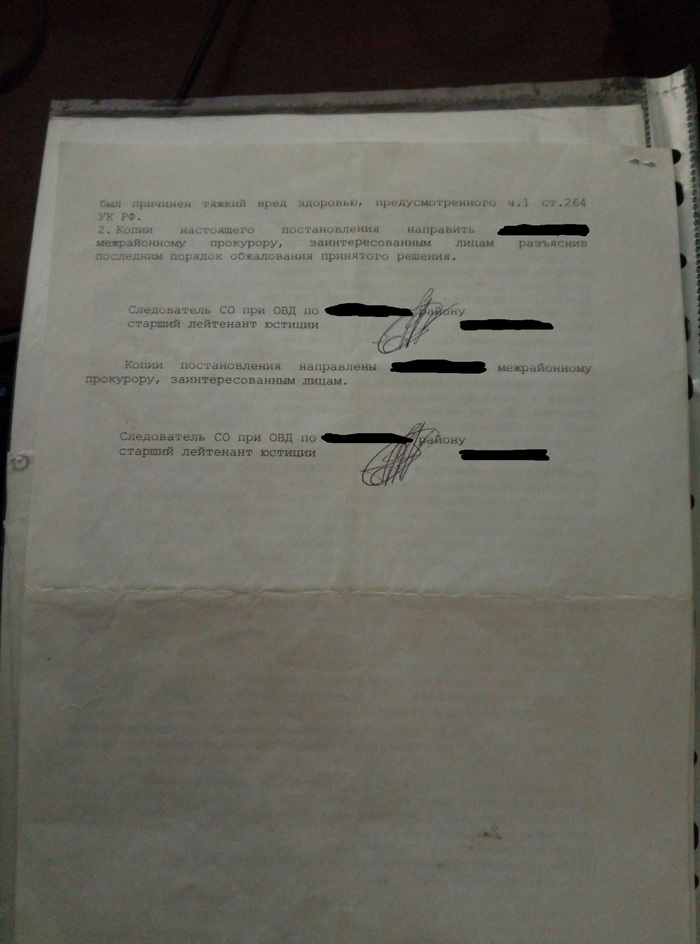 был причинен тяжкий вред здоровью, предусмотренного ч.1 ст.264
УК РФ.
2. Копии настоящего постановления направить
межрайонному прокурору, заинтересованным лицам разъяснив
последним порядок обжалования принятого решения.
Следователь СО при ОВД по району
старший лейтенант юстиции
Копии постановления направлены межрайонному
прокурору, заинтересованным лицам.
Следователь СО при ОВД по району
старший лейтенант юстиции